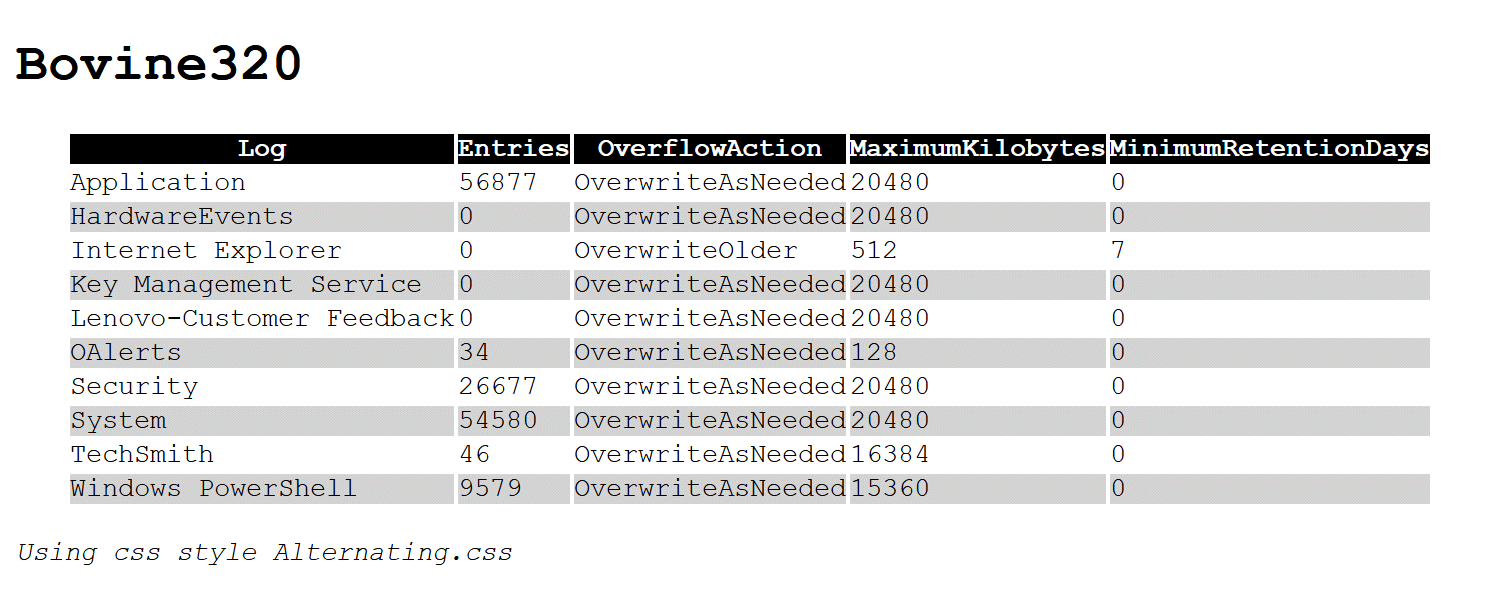 Bovine320
Log Entries OverflowAction MaximumKilobytes MinimumRetentionDays
Application 56877 OverwriteAsNeeded 20480 0
HardwareEvents 0 OverwriteAsNeeded 20480 0
Internet Explorer 0 OverwriteOlder 512 7
Key Management Service 0 OverwriteAsNeeded 20480 0
Lenovo-Customer Feedback 0 OverwriteAsNeeded 20480 0
OAlerts 34 OverwriteAsNeeded 128 0
Security 26677 OverwriteAsNeeded 20480 0
System 54580 OverwriteAsNeeded 20480 0
TechSmith 46 OverwriteAsNeeded 16384 0
Windows PowerShell 9579 OverwriteAsNeeded 15360 0
Using css style Alternating.css